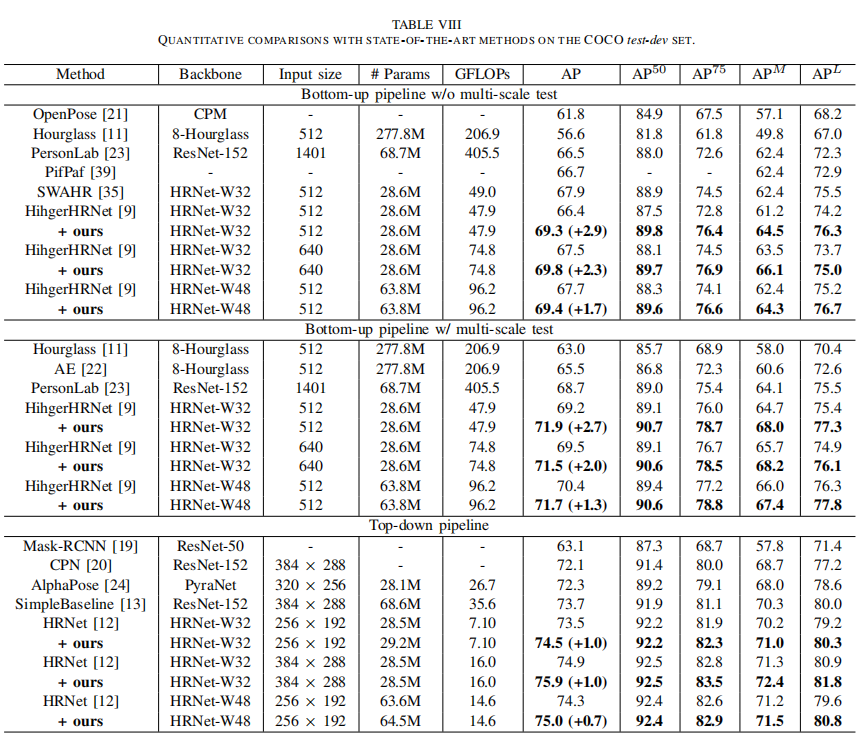 TABLE VIII
QUANTITATIVE COMPARISONS WITH STATE-OF-THE-ART METHODS ON THE COCO test-dev SET.
Method Backbone Input size # Params GFLOPs AP AP50 AP75 APM APL
Bottom-up pipeline w/o multi-scale test
OpenPose [21] CPM - - - 61.8 84.9 67.5 57.1 68.2
Hourglass [11] 8-Hourglass 512 277.8M 206.9 56.6 81.8 61.8 49.8 67.0
PersonLab [23] ResNet-152 1401 68.7M 405.5 66.5 88.0 72.6 62.4 72.3
PifPaf [39] - - - - 66.7 - - 62.4 72.9
SWAHR [35] HRNet-W32 512 28.6M 49.0 67.9 88.9 74.5 62.4 75.5
HihgerHRNet [9] HRNet-W32 512 28.6M 47.9 66.4 87.5 72.8 61.2 74.2
+ ours HRNet-W32 512 28.6M 47.9 69.3 (+2.9) 89.8 76.4 64.5 76.3
HihgerHRNet [9] HRNet-W32 640 28.6M 74.8 67.5 88.1 74.5 63.5 73.7
+ ours HRNet-W32 640 28.6M 74.8 69.8 (+2.3) 89.7 76.9 66.1 75.0
HihgerHRNet [9] HRNet-W48 512 63.8M 96.2 67.7 88.3 74.1 62.4 75.2
+ ours HRNet-W48 512 63.8M 96.2 69.4 (+1.7) 89.6 76.6 64.3 76.7
Bottom-up pipeline w/ multi-scale test
Hourglass [11] 8-Hourglass 512 277.8M 206.9 63.0 85.7 68.9 58.0 70.4
AE [22] 8-Hourglass 512 277.8M 206.9 65.5 86.8 72.3 60.6 72.6
PersonLab [23] ResNet-152 1401 68.7M 405.5 68.7 89.0 75.4 64.1 75.5
HihgerHRNet [9] HRNet-W32 512 28.6M 47.9 69.2 89.1 76.0 64.7 75.4
+ ours HRNet-W32 512 28.6M 47.9 71.9 (+2.7) 90.7 78.7 68.0 77.3
HihgerHRNet [9] HRNet-W32 640 28.6M 74.8 69.5 89.1 76.7 65.7 74.9
+ ours HRNet-W32 640 28.6M 74.8 71.5 (+2.0) 90.6 78.5 68.2 76.1
HihgerHRNet [9] HRNet-W48 512 63.8M 96.2 70.4 89.4 77.2 66.0 76.3
+ ours HRNet-W48 512 63.8M 96.2 71.7 (+1.3) 90.6 78.8 67.4 77.8
Top-down pipeline
Mask-RCNN [19] ResNet-50 - - - 63.1 87.3 68.7 57.8 71.4
CPN [20] ResNet-152 384 × 288 - - 72.1 91.4 80.0 68.7 77.2
AlphaPose [24] PyraNet 320 × 256 28.1M 26.7 72.3 89.2 79.1 68.0 78.6
SimpleBaseline [13] ResNet-152 384 × 288 68.6M 35.6 73.7 91.9 81.1 70.3 80.0
HRNet [12] HRNet-W32 256 × 192 28.5M 7.10 73.5 92.2 81.9 70.2 79.2
+ ours HRNet-W32 256 × 192 29.2M 7.10 74.5 (+1.0) 92.2 82.3 71.0 80.3
HRNet [12] HRNet-W32 384 × 288 28.5M 16.0 74.9 92.5 82.8 71.3 80.9
+ ours HRNet-W32 384 × 288 28.5M 16.0 75.9 (+1.0) 92.5 83.5 72.4 81.8
HRNet [12] HRNet-W48 256 × 192 63.6M 14.6 74.3 92.4 82.6 71.2 79.6
+ ours HRNet-W48 256 × 192 64.5M 14.6 75.0 (+0.7) 92.4 82.9 71.5 80.8